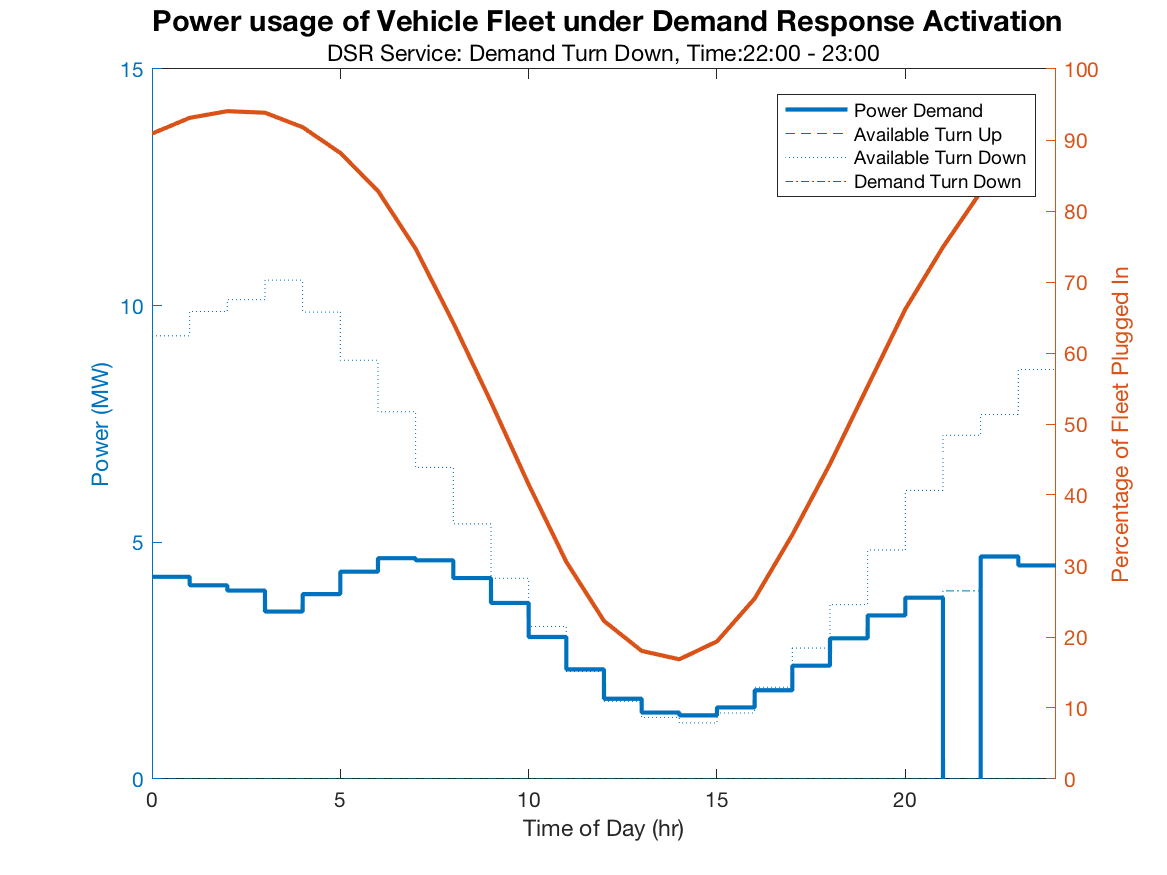 Power usage of Vehicle Fleet under Demand Response Activation
DSR Service: Demand Turn Down, Time:22:00 - 23:00
Power Demand
Available Turn Up
Available Turn Down
Demand Turn Down
Power (MW)
15
10
5
0
100
90
80
70
60
50
40
30
20
10
0
Percentage of Fleet Plugged In
0
5
10
15
20
Time of Day (hr)